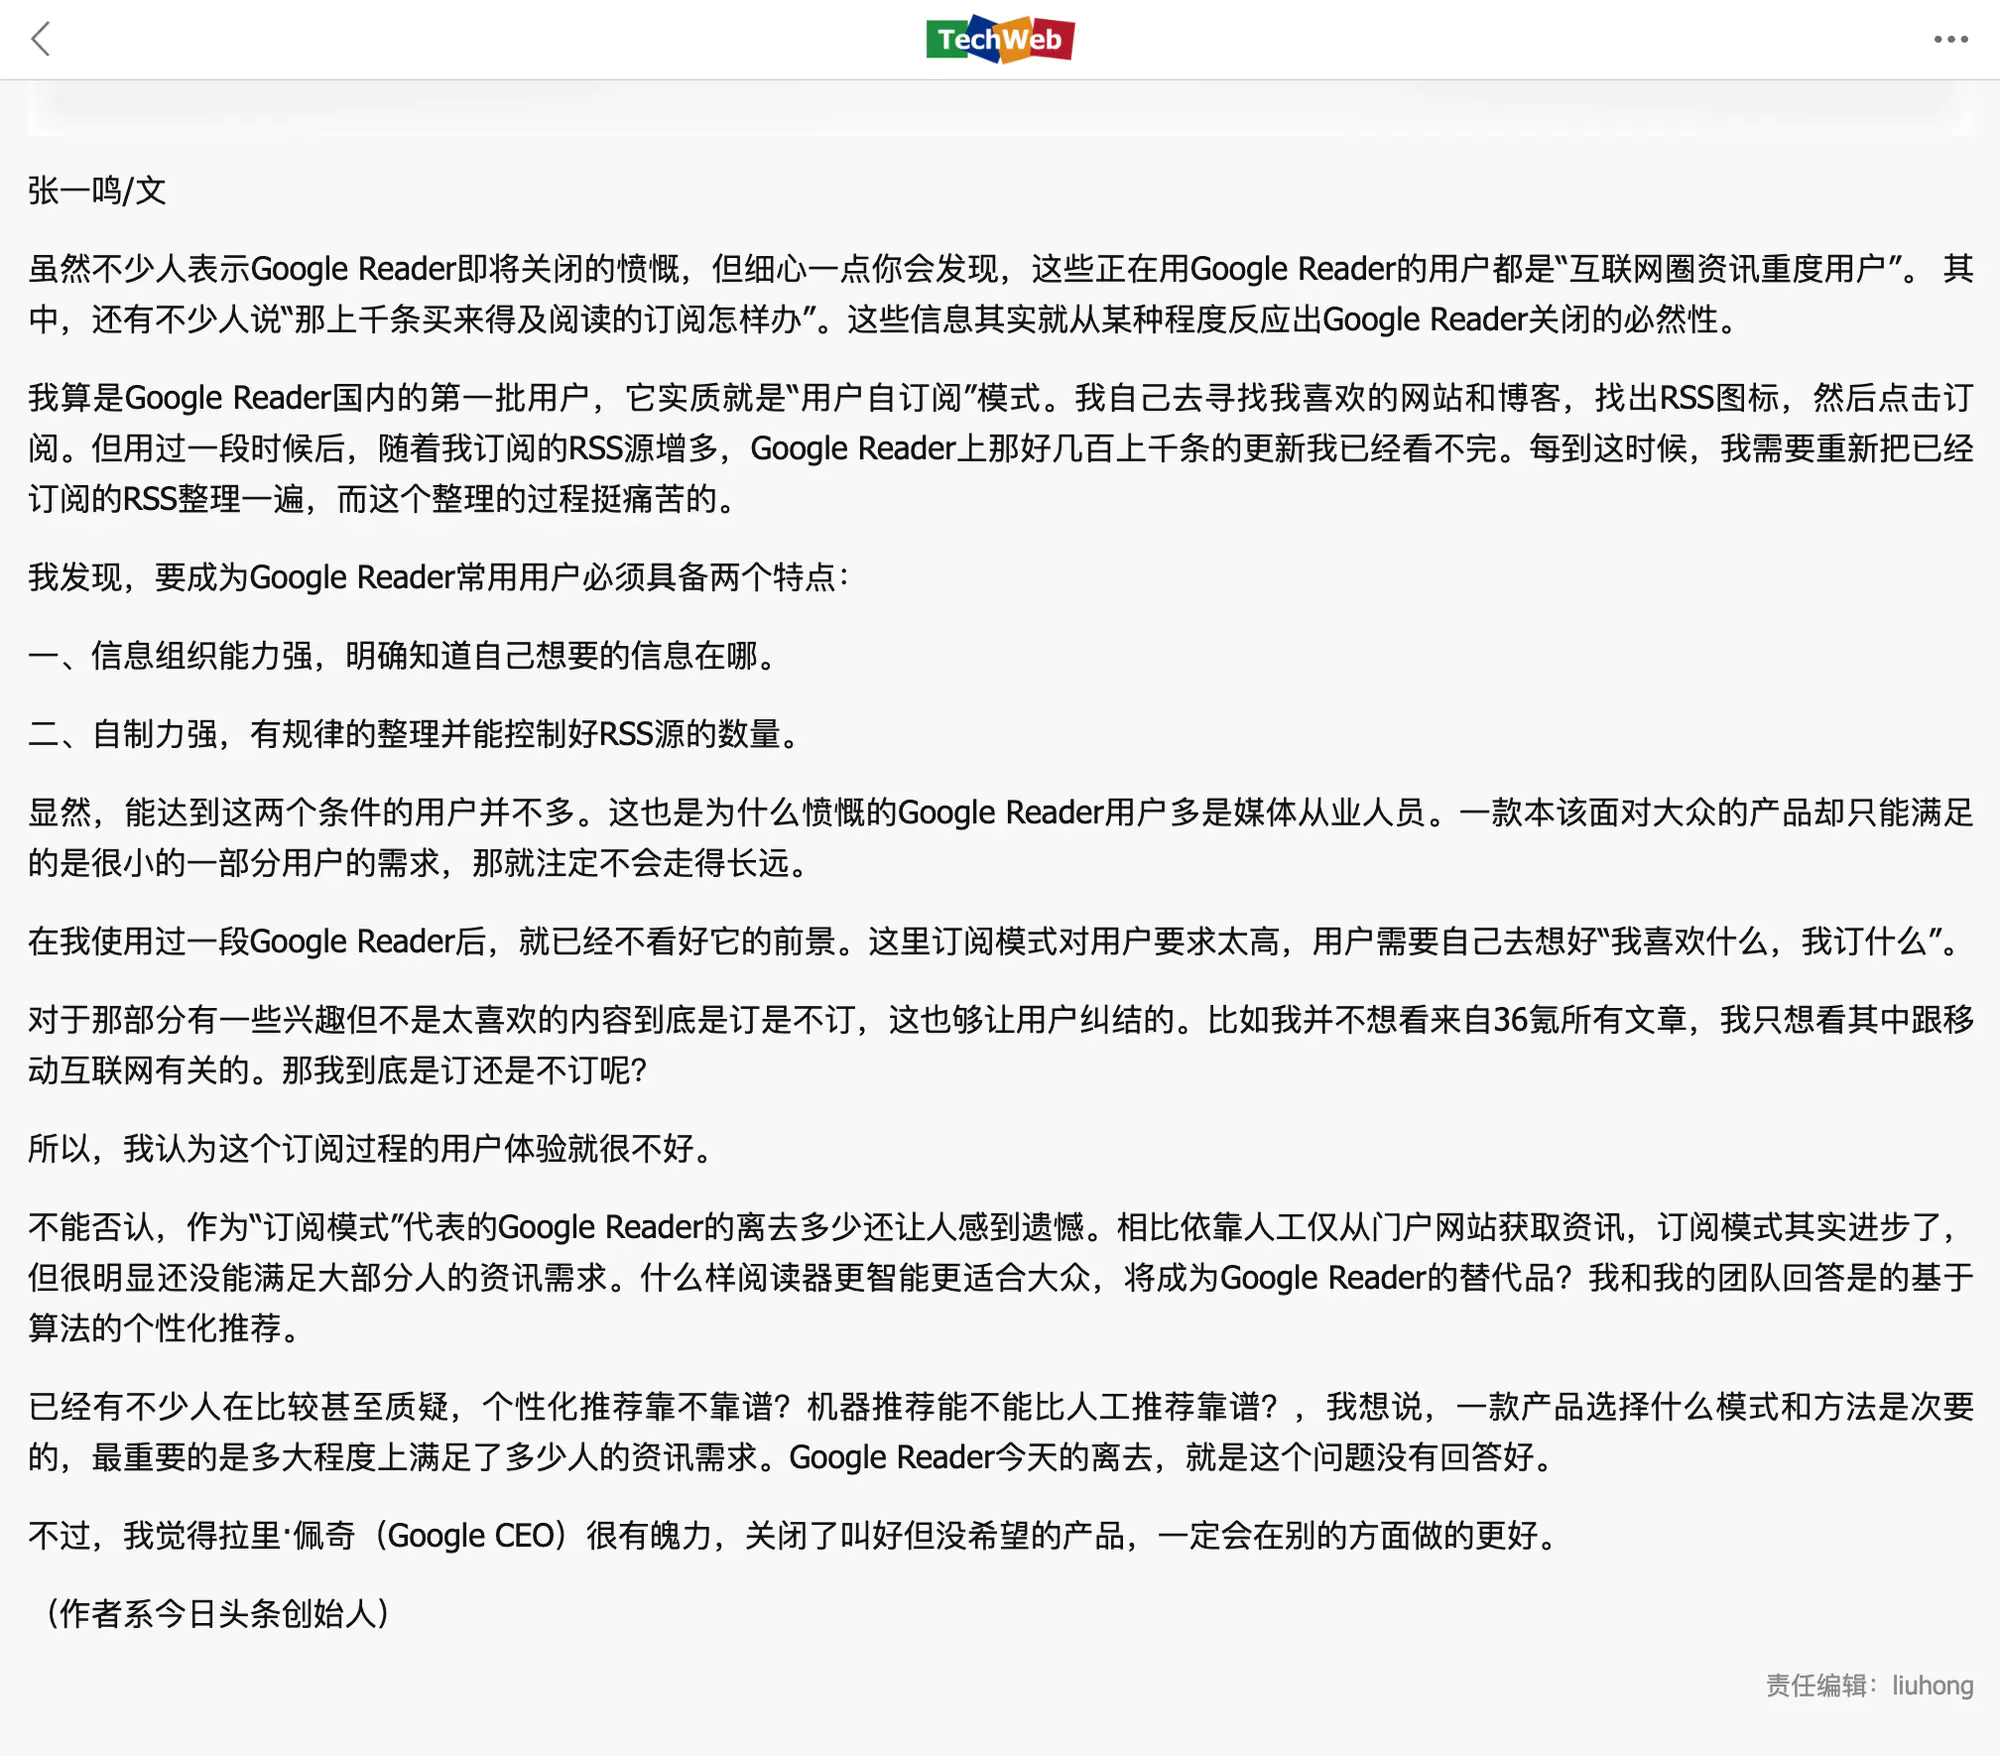 TechWeb
张一鸣/文
虽然不少人表示Google Reader即将关闭的愤慨，但细心一点你会发现，这些正在用Google Reader的用户都是“互联网圈资讯重度用户”。 其
中，还有不少人说“那上千条买来得及阅读的订阅怎样办”。这些信息其实就从某种程度反应出Google Reader关闭的必然性。
我算是Google Reader国内的第一批用户，它实质就是“用户自订阅”模式。我自己去寻找我喜欢的网站和博客，找出RSS图标，然后点击订
阅。但用过一段时候后，随着我订阅的RSS源增多，Google Reader上那好几百上千条的更新我已经看不完。每到这时候，我需要重新把已经
订阅的RSS整理一遍，而这个整理的过程挺痛苦的。
我发现，要成为Google Reader常用用户必须具备两个特点：
一、信息组织能力强，明确知道自己想要的信息在哪。
二、自制力强，有规律的整理并能控制好RSS源的数量。
显然，能达到这两个条件的用户并不多。这也是为什么愤慨的Google Reader用户多是媒体从业人员。一款本该面对大众的产品却只能满足
的是很小的一部分用户的需求，那就注定不会走得长远。
在我使用过一段Google Reader后，就已经不看好它的前景。这里订阅模式对用户要求太高，用户需要自己去想好“我喜欢什么，我订什么”。
对于那部分有一些兴趣但不是太喜欢的内容到底是订是不订，这也够让用户纠结的。比如我并不想看来自36氪所有文章，我只想看其中跟移
动互联网有关的。那我到底是订还是不订呢？
所以，我认为这个订阅过程的用户体验就很不好。
不能否认，作为“订阅模式”代表的Google Reader的离去多少还让人感到遗憾。相比依靠人工仅从门户网站获取资讯，订阅模式其实进步了，
但很明显还没能满足大部分人的资讯需求。什么样阅读器更智能更适合大众，将成为Google Reader的替代品？我和我的团队回答是的基于
算法的个性化推荐。
已经有不少人在比较甚至质疑，个性化推荐靠不靠谱？机器推荐能不能比人工推荐靠谱？，我想说，一款产品选择什么模式和方法是次要
的，最重要的是多大程度上满足了多少人的资讯需求。Google Reader今天的离去，就是这个问题没有回答好。
不过，我觉得拉里·佩奇（Google CEO）很有魄力，关闭了叫好但没希望的产品，一定会在别的方面做的更好。
（作者系今日头条创始人）
责任编辑：liuhong